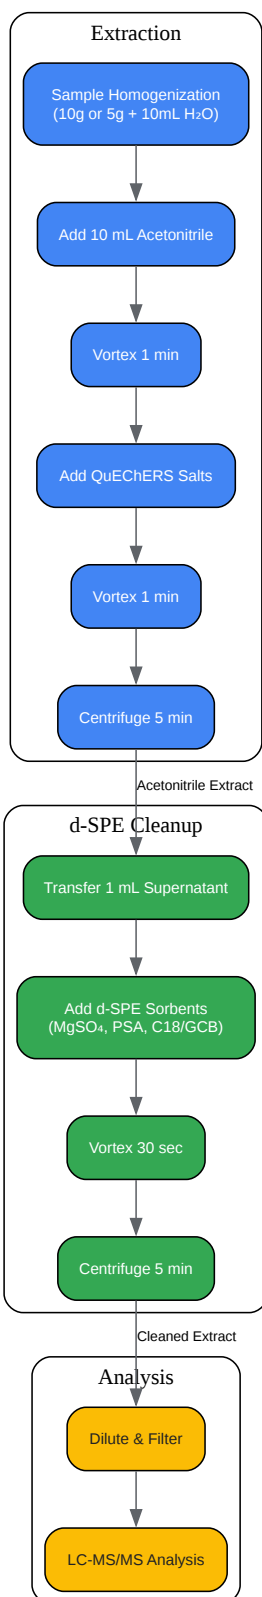 Extraction
Sample Homogenization
(10g or 5g + 10mL H₂O)
Add 10 mL Acetonitrile
Vortex 1 min
Add QuEChERS Salts
Vortex 1 min
Centrifuge 5 min
Acetonitrile Extract
d-SPE Cleanup
Transfer 1 mL Supernatant
Add d-SPE Sorbents
(MgSO₄, PSA, C18/GCB)
Vortex 30 sec
Centrifuge 5 min
Cleaned Extract
Analysis
Dilute & Filter
LC-MS/MS Analysis